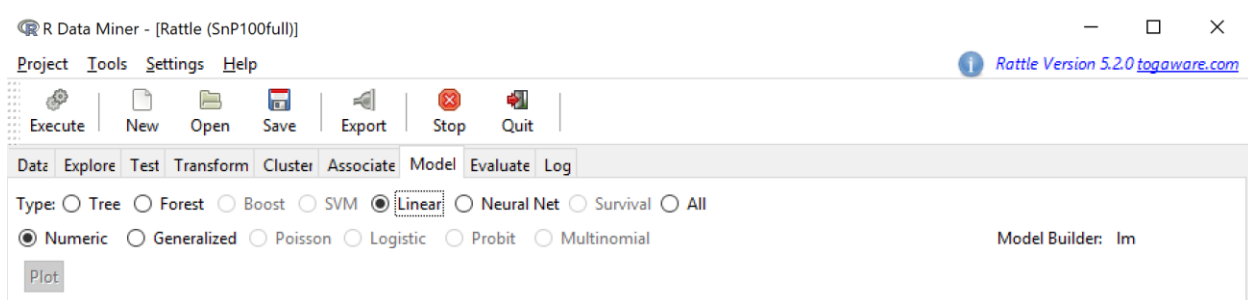 R Data Miner - [Rattle (SnP100full)]
Project Tools Settings Help Rattle Version 5.2.0 togaware.com
Execute New Open Save Export Stop Quit
Data Explore Test Transform Cluster Associate Model Evaluate Log
Type: Tree Forest Boost SVM Linear Neural Net Survival All
Numeric Generalized Poisson Logistic Probit Multinomial Model Builder: lm
Plot